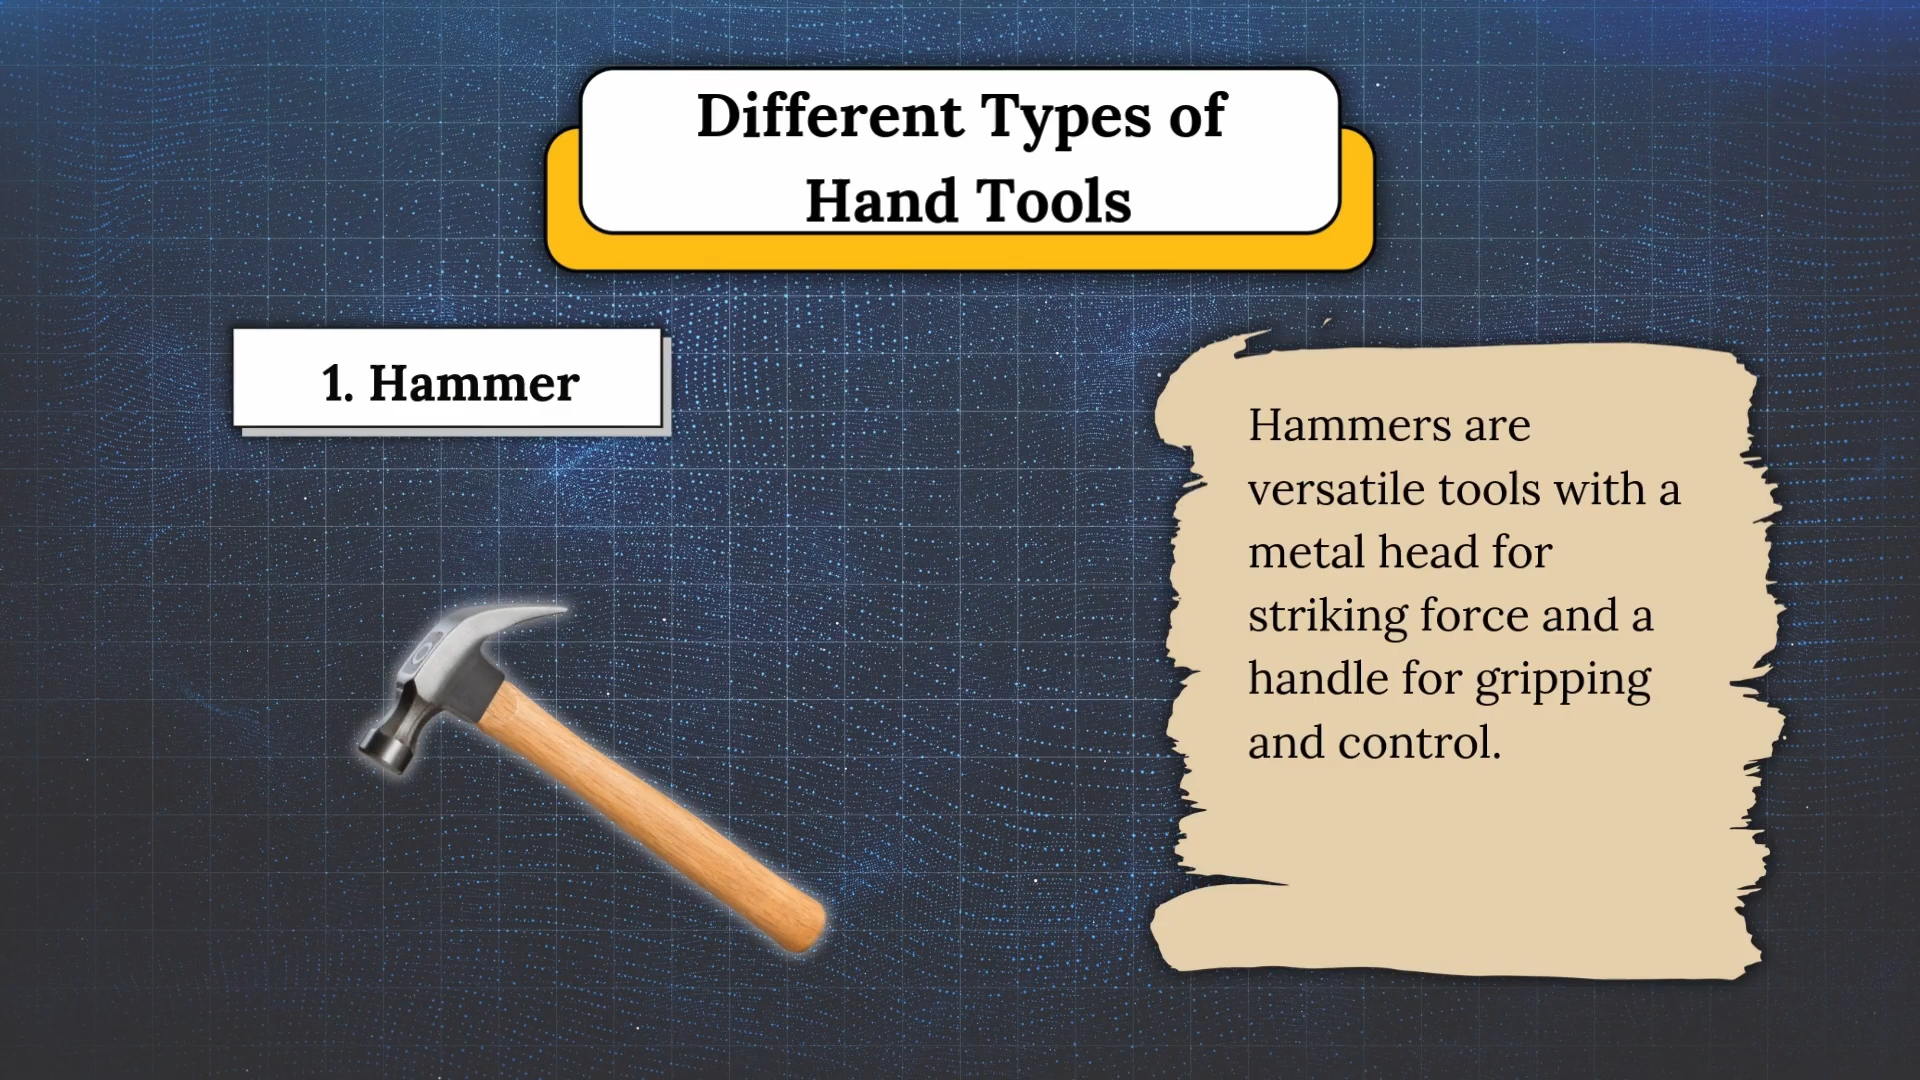 Different Types of
Hand Tools
1. Hammer
Hammers are
versatile tools with a
metal head for
striking force and a
handle for gripping
and control.